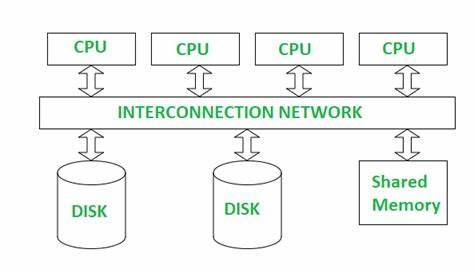 CPU
CPU
CPU
CPU
INTERCONNECTION NETWORK
DISK
DISK
Shared
Memory